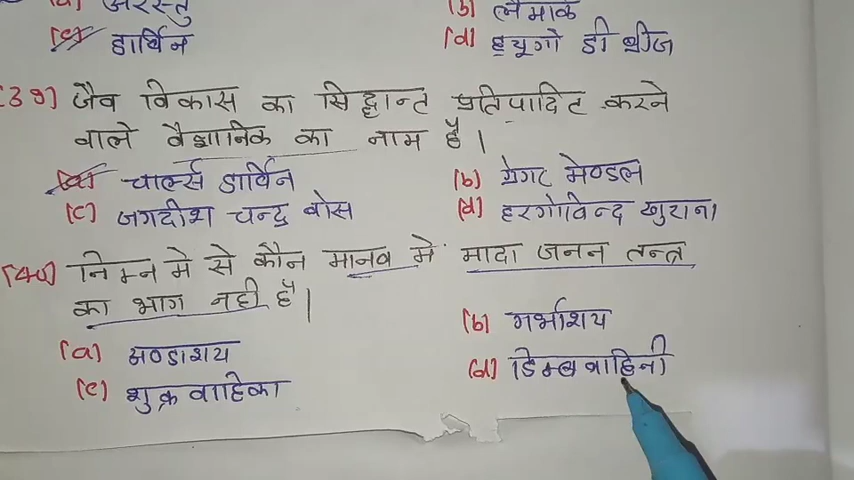 (a) अरस्तु (b) लैमार्क
(c) डार्विन (d) ह्यूगो डी ब्रीज
(39) जैव विकास का सिद्धान्त प्रतिपादित करने
वाले वैज्ञानिक का नाम है।
(a) चार्ल्स डार्विन (b) ग्रेगर मेण्डल
(c) जगदीश चन्द्र बोस (d) हरगोविन्द खुराना
(40) निम्न मे से कौन मानव मे मादा जनन तन्त्र
का भाग नही है।
(a) अण्डाशय (b) गर्भाशय
(c) शुक्र वाहिका (d) डिम्ब वाहिनी